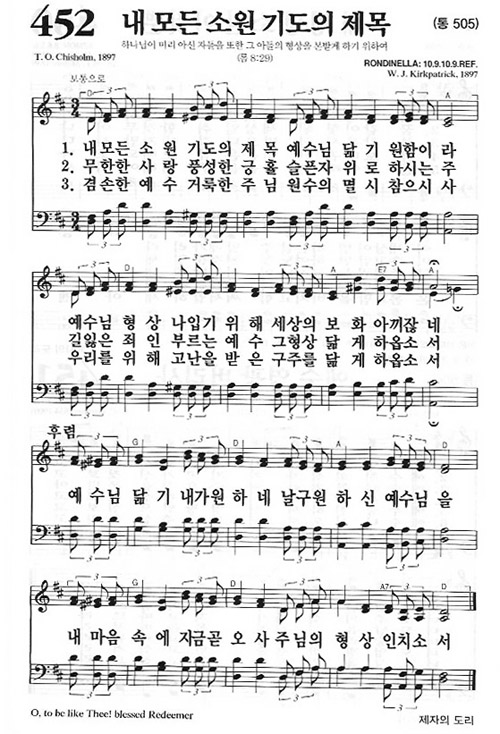 452 내 모든 소원 기도의 제목 (통 505)
하나님이 미리 아신 자들을 또한 그 아들의 형상을 본받게 하기 위하여
T. O. Chisholm, 1897 (롬 8:29) RONDINELLA: 10.9.10.9.REF.
W. J. Kirkpatrick, 1897
보통으로
D G D A
1. 내 모든 소 원 기 도의 제 목 예수님 닮 기 원함이 라
2. 무한한 사 랑 풍성한 긍 휼 슬픈자 위 로 하시는 주
3. 겸손한 예 수 거룩한 주 님 원수의 멸 시 참으시 사
D G D A E7 A
예수님 형 상 나입기 위 해 세상의 보 화 아끼잖 네
길잃은 죄 인 부르는 예 수 그형상 닮 게 하옵소 서
우리를 위 해 고난을 받 은 구주를 닮 게 하옵소 서
후렴
G D A D
예 수님 닮 기 내가원 하 네 날구원 하 신 예수님 을
G D A7 D
내 마음 속 에 지금곧 오 사 주님의 형 상 인치소 서
O, to be like Thee! blessed Redeemer 제자의 도리